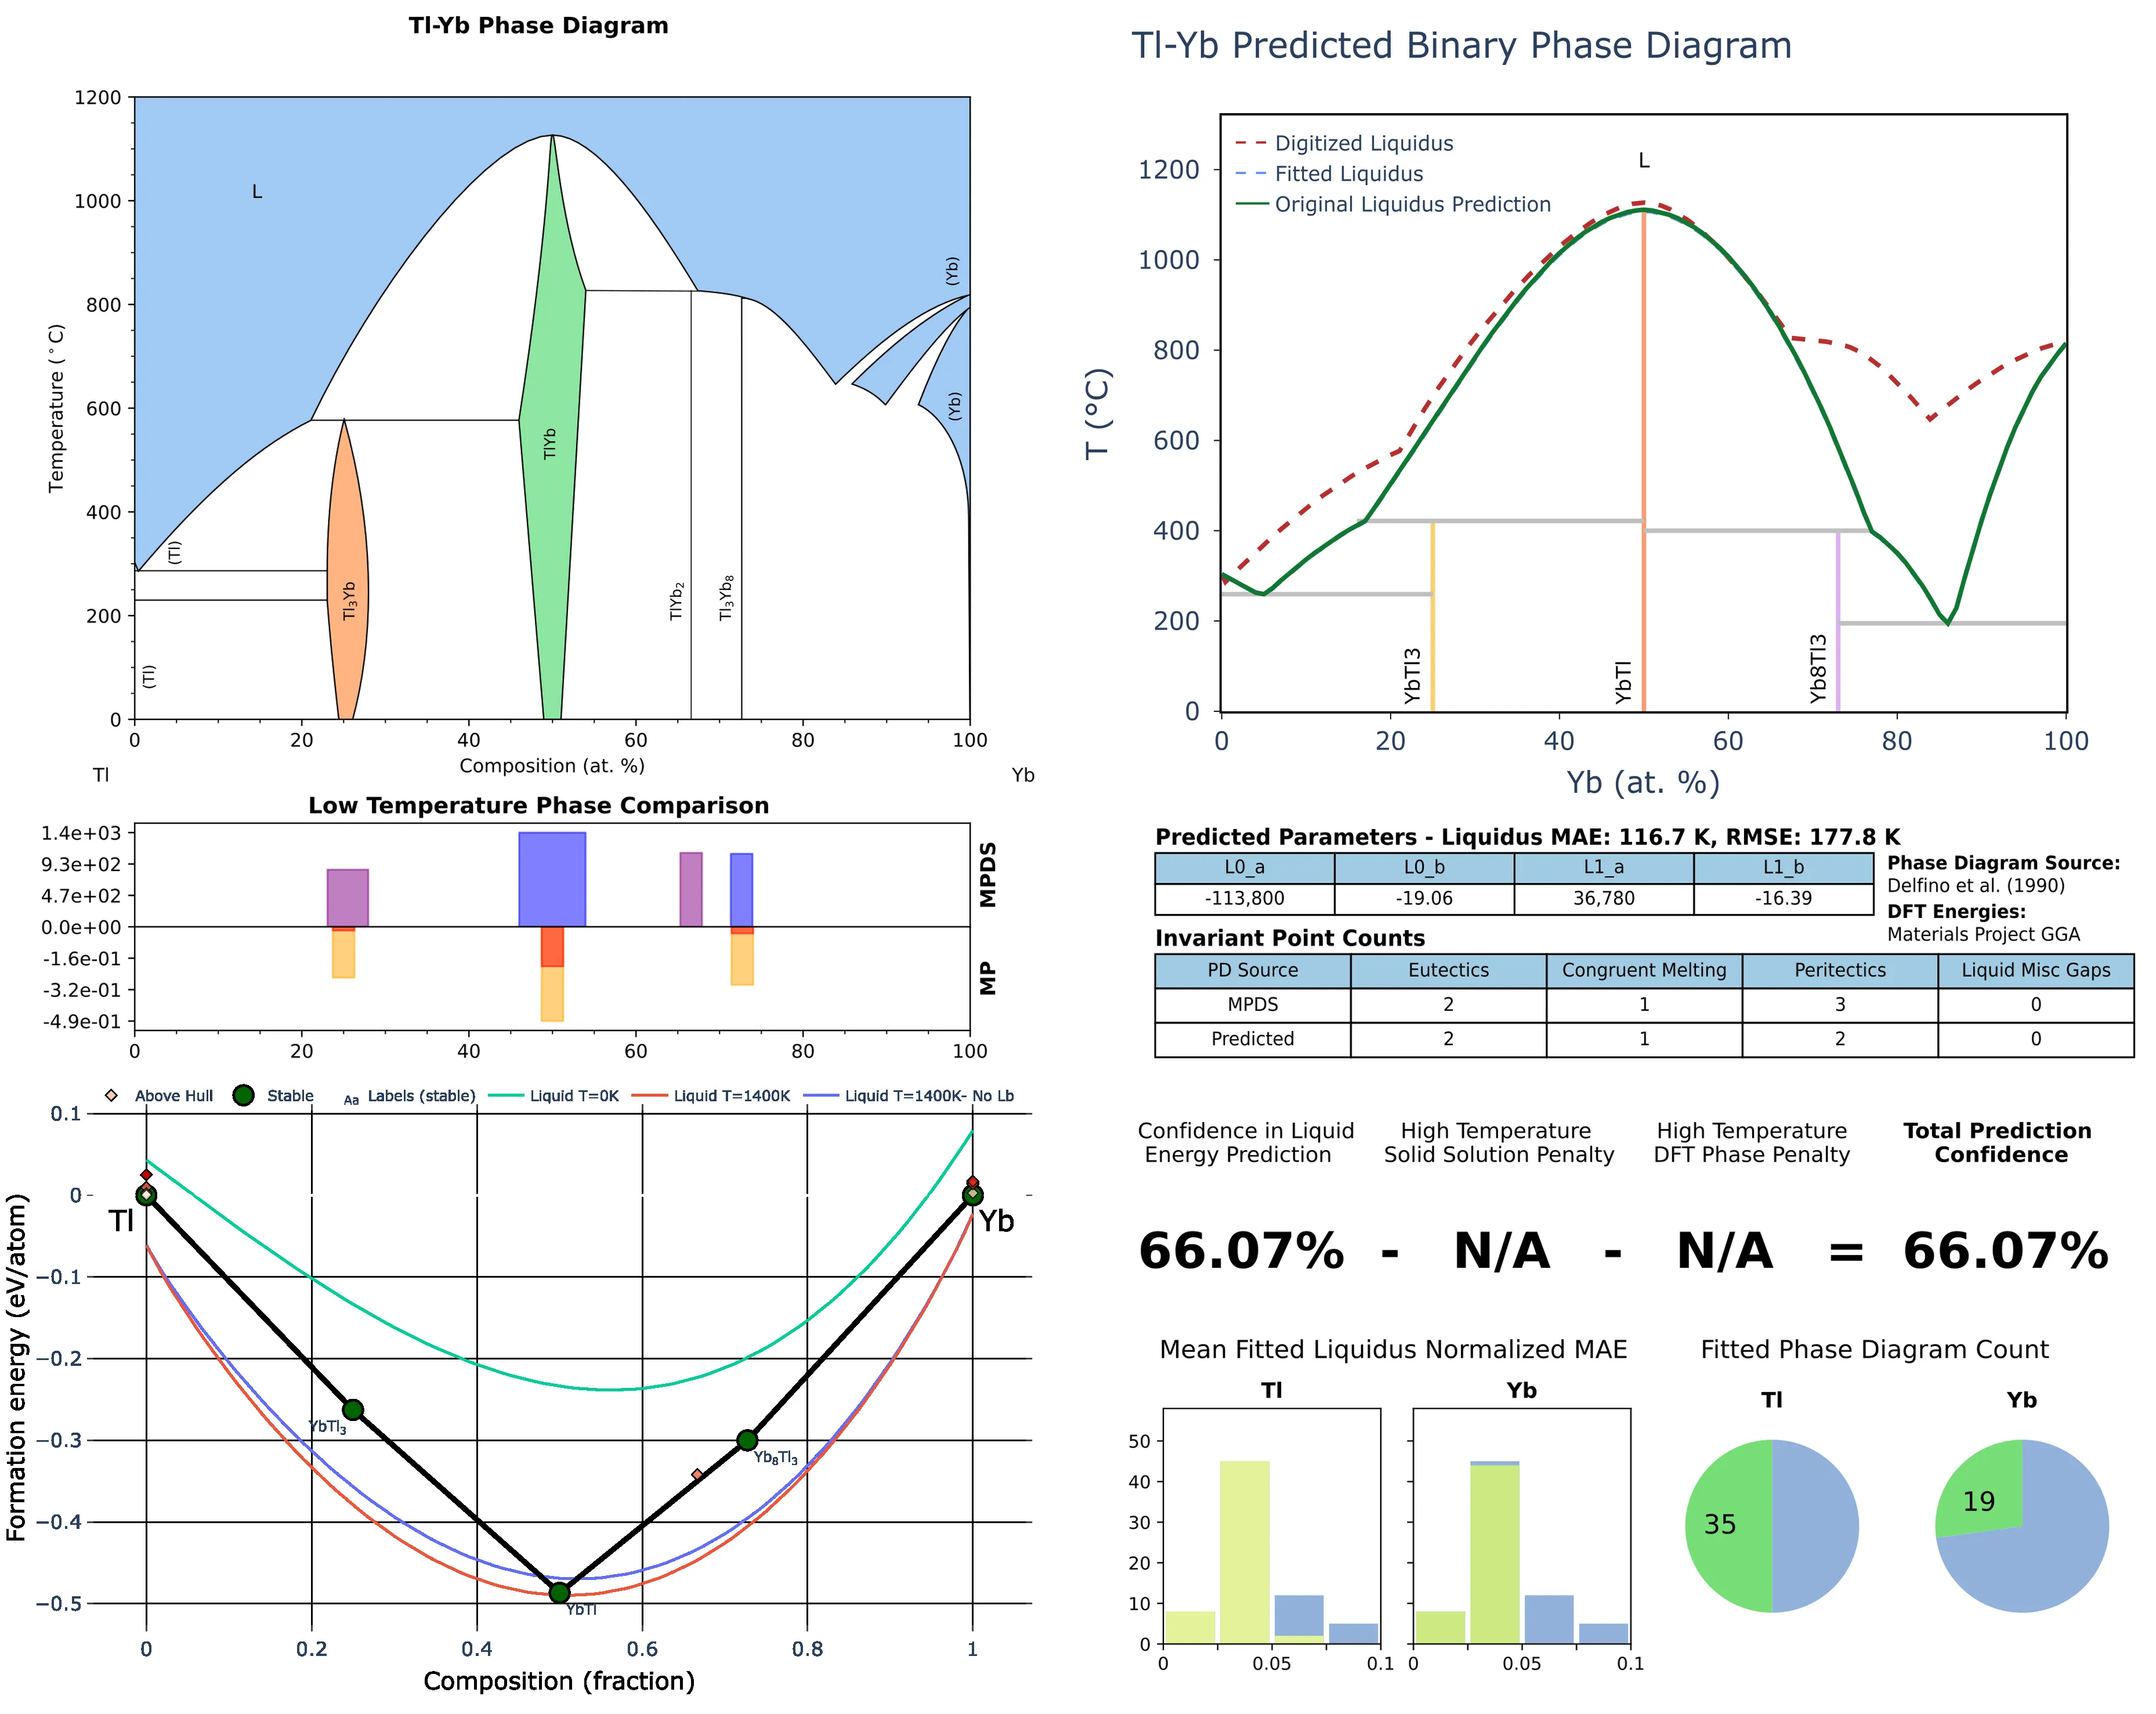 Tl-Yb Phase Diagram
1200
1000
800
600
400
200
0
Temperature (°C)
L
(Tl)
(Tl)
Tl3Yb
TlYb
TlYb2
Tl3Yb8
(Yb)
(Yb)
0 20 40 60 80 100
Composition (at. %)
Tl Yb
Low Temperature Phase Comparison
1.4e+03
9.3e+02
4.7e+02
0.0e+00
-1.6e-01
-3.2e-01
-4.9e-01
MPDS
MP
0 20 40 60 80 100
Above Hull Stable Aa Labels (stable) Liquid T=0K Liquid T=1400K Liquid T=1400K- No Lb
0.1
0
−0.1
−0.2
−0.3
−0.4
−0.5
Formation energy (eV/atom)
Tl
Yb
YbTl3
Yb8Tl3
YbTl
0 0.2 0.4 0.6 0.8 1
Composition (fraction)
Tl-Yb Predicted Binary Phase Diagram
Digitized Liquidus
Fitted Liquidus
Original Liquidus Prediction
L
1200
1000
800
600
400
200
0
T (°C)
YbTl3
YbTl
Yb8Tl3
0 20 40 60 80 100
Yb (at. %)
Predicted Parameters - Liquidus MAE: 116.7 K, RMSE: 177.8 K
L0_a L0_b L1_a L1_b
-113,800 -19.06 36,780 -16.39
Phase Diagram Source:
Delfino et al. (1990)
DFT Energies:
Materials Project GGA
Invariant Point Counts
PD Source Eutectics Congruent Melting Peritectics Liquid Misc Gaps
MPDS 2 1 3 0
Predicted 2 1 2 0
Confidence in Liquid
Energy Prediction
High Temperature
Solid Solution Penalty
High Temperature
DFT Phase Penalty
Total Prediction
Confidence
66.07% - N/A - N/A = 66.07%
Mean Fitted Liquidus Normalized MAE
Tl Yb
50
40
30
20
10
0
0 0.05 0.1
0 0.05 0.1
Fitted Phase Diagram Count
Tl Yb
35
19